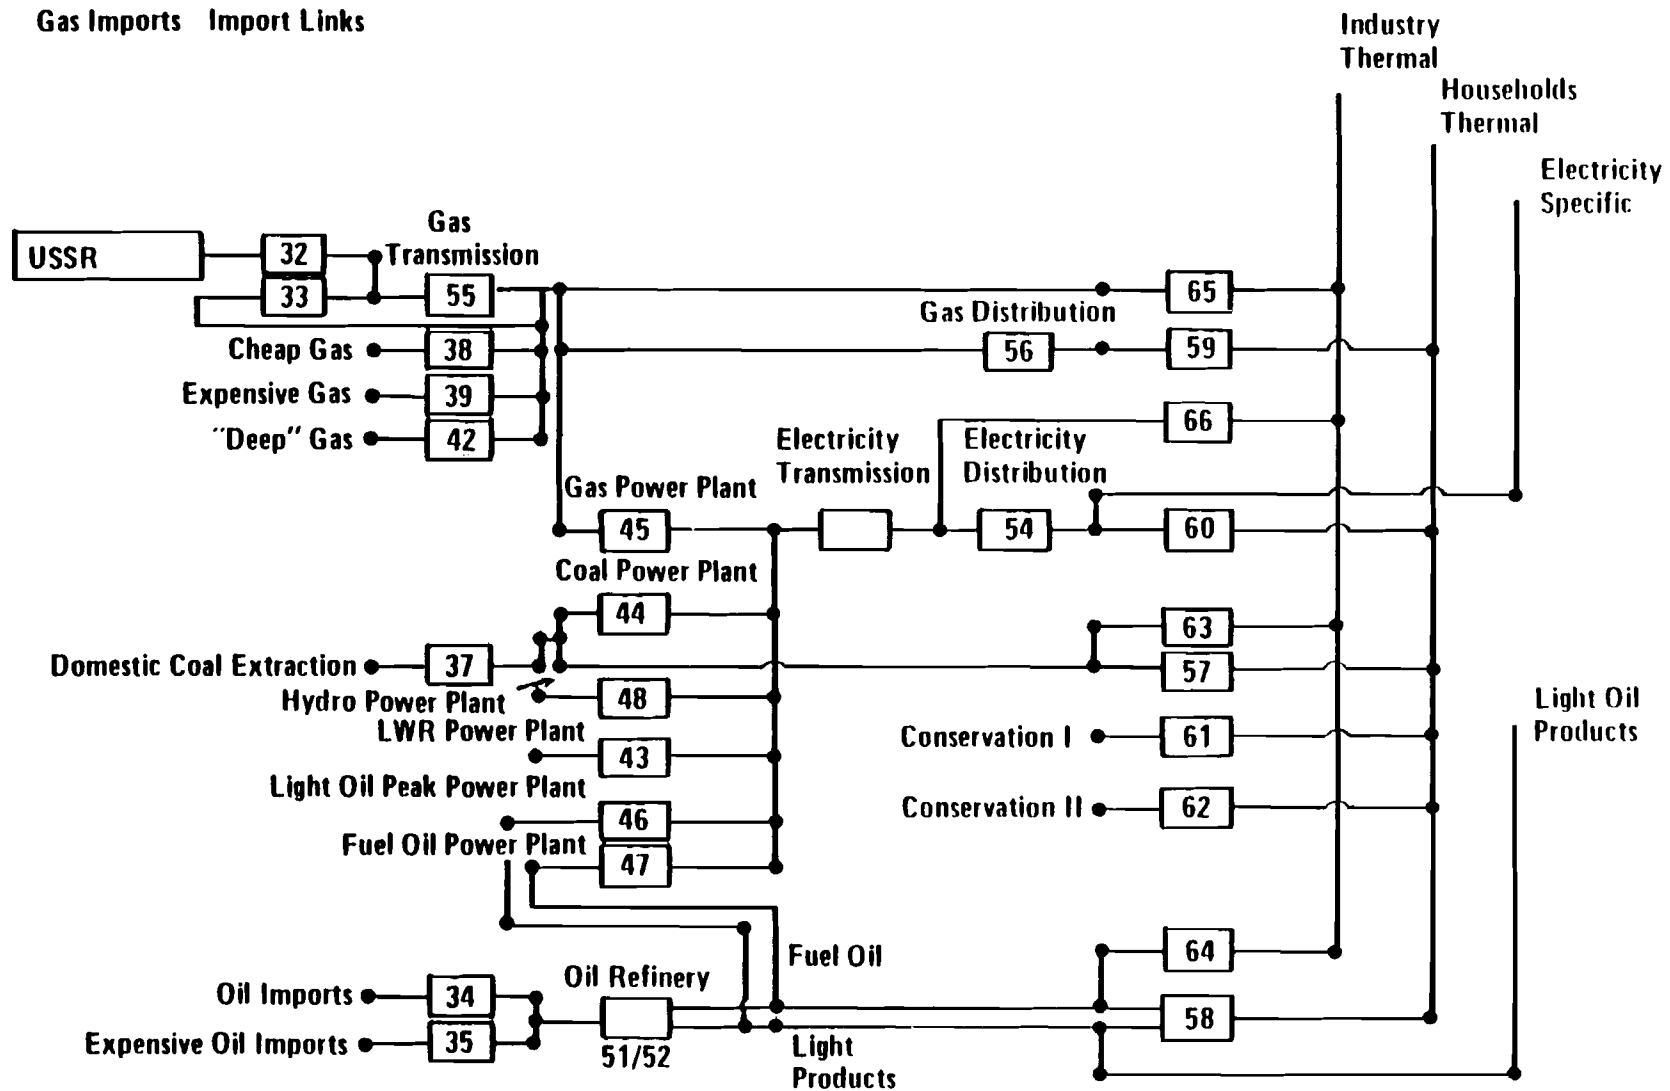 Gas Imports Import Links
Industry
Thermal
Households
Thermal
Electricity
Specific
Gas
Transmission
USSR
32
33
55
65
Gas Distribution
Cheap Gas
38
56
59
Expensive Gas
39
"Deep" Gas
42
66
Electricity
Transmission
Electricity
Distribution
Gas Power Plant
45
54
60
Coal Power Plant
44
63
Domestic Coal Extraction
37
57
Hydro Power Plant
48
LWR Power Plant
43
Conservation I
61
Light Oil
Products
Light Oil Peak Power Plant
46
Conservation II
62
Fuel Oil Power Plant
47
Fuel Oil
64
Oil Refinery
Oil Imports
34
58
Expensive Oil Imports
35
51/52
Light
Products